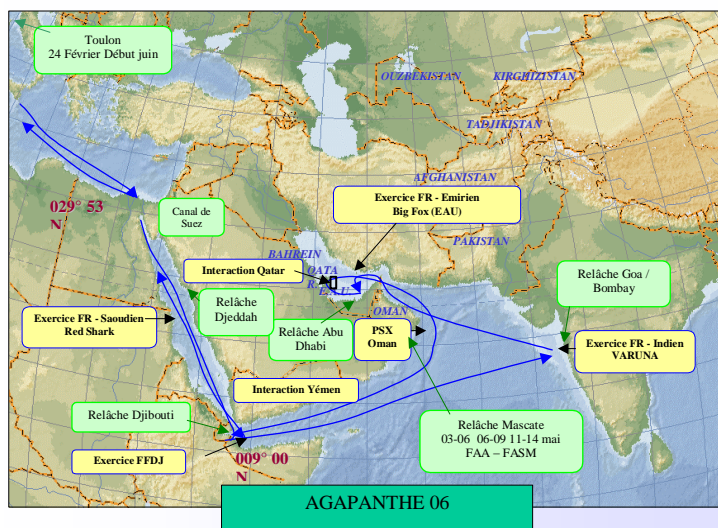 Toulon
24 Février Début juin
OUZBEKISTAN
KIRGHIZISTAN
TADJIKISTAN
AFGHANISTAN
Exercice FR - Emirien
Big Fox (EAU)
029° 53
N
Canal de
Suez
PAKISTAN
BAHREIN
Interaction Qatar
QATA
R
E.A.U
Relâche Goa /
Bombay
Relâche
Djeddah
Exercice FR - Saoudien
Red Shark
Relâche Abu
Dhabi
OMAN
PSX
Oman
Exercice FR - Indien
VARUNA
Interaction Yémen
Relâche Djibouti
Relâche Mascate
03-06 06-09 11-14 mai
FAA – FASM
Exercice FFDJ
009° 00
N
AGAPANTHE 06